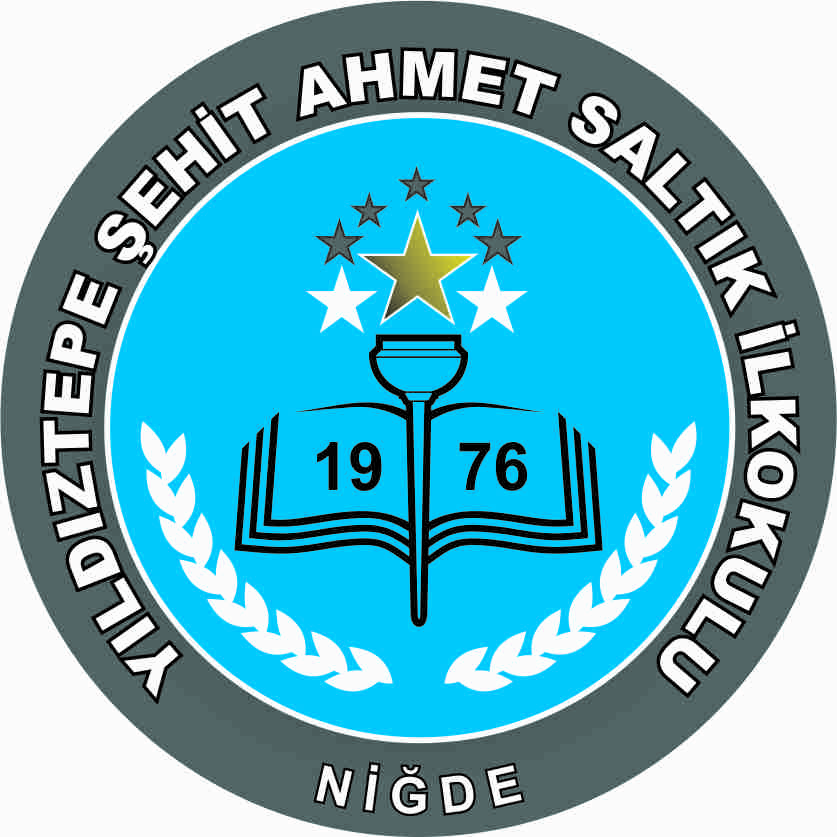 YILDIZTEPE ŞEHİT AHMET SALTIK İLKOKULU
19 76
NİĞDE